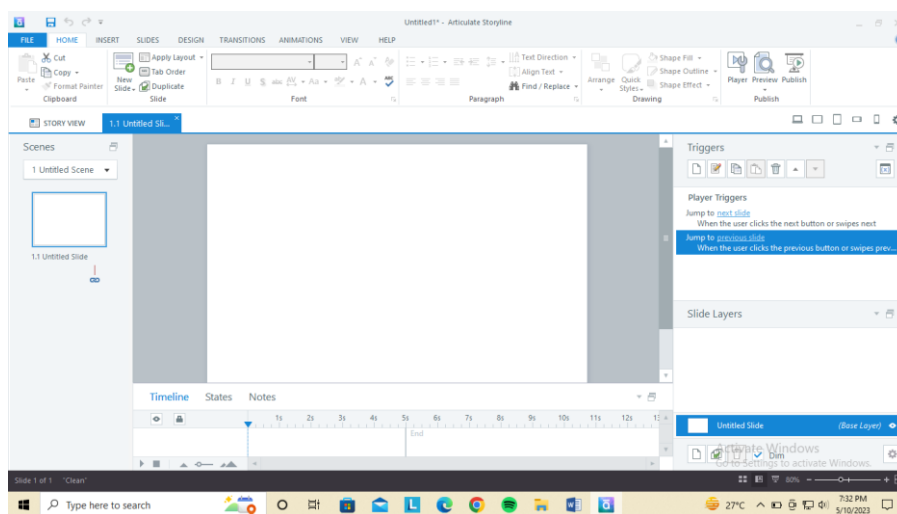 Untitled1* - Articulate Storyline
FILE HOME INSERT SLIDES DESIGN TRANSITIONS ANIMATIONS VIEW HELP
Cut
Copy
Format Painter
Paste
Clipboard
New Slide
Apply Layout
Tab Order
Duplicate
Slide
B I U S abc AV Aa A
Font
Text Direction
Align Text
Find / Replace
Paragraph
Arrange
Quick Styles
Shape Fill
Shape Outline
Shape Effect
Drawing
Player Preview Publish
Publish
STORY VIEW
1.1 Untitled Sli...
Scenes
1 Untitled Scene
1.1 Untitled Slide
Triggers
Player Triggers
Jump to next slide
When the user clicks the next button or swipes next
Jump to previous slide
When the user clicks the previous button or swipes prev...
Slide Layers
Timeline States Notes
1s 2s 3s 4s 5s 6s 7s 8s 9s 10s 11s 12s
End
Untitled Slide (Base Layer)
Dim
Activate Windows
Go to Settings to activate Windows.
Slide 1 of 1 "Clean"
80%
Type here to search
27°C
7:32 PM
5/10/2023